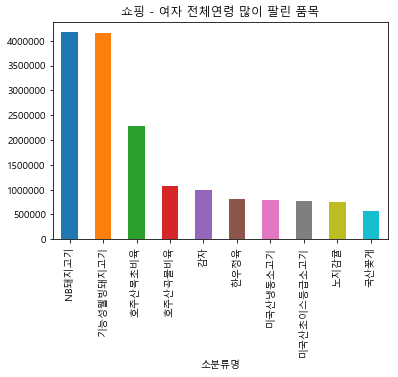 쇼핑 - 여자 전체연령 많이 팔린 품목
4000000
3500000
3000000
2500000
2000000
1500000
1000000
500000
0
NB돼지고기
기능성웰빙돼지고기
호주산목초비육
호주산곡물비육
감자
한우정육
미국산냉동소고기
미국산초이스등급소고기
노지감귤
국산꽃게
소분류명